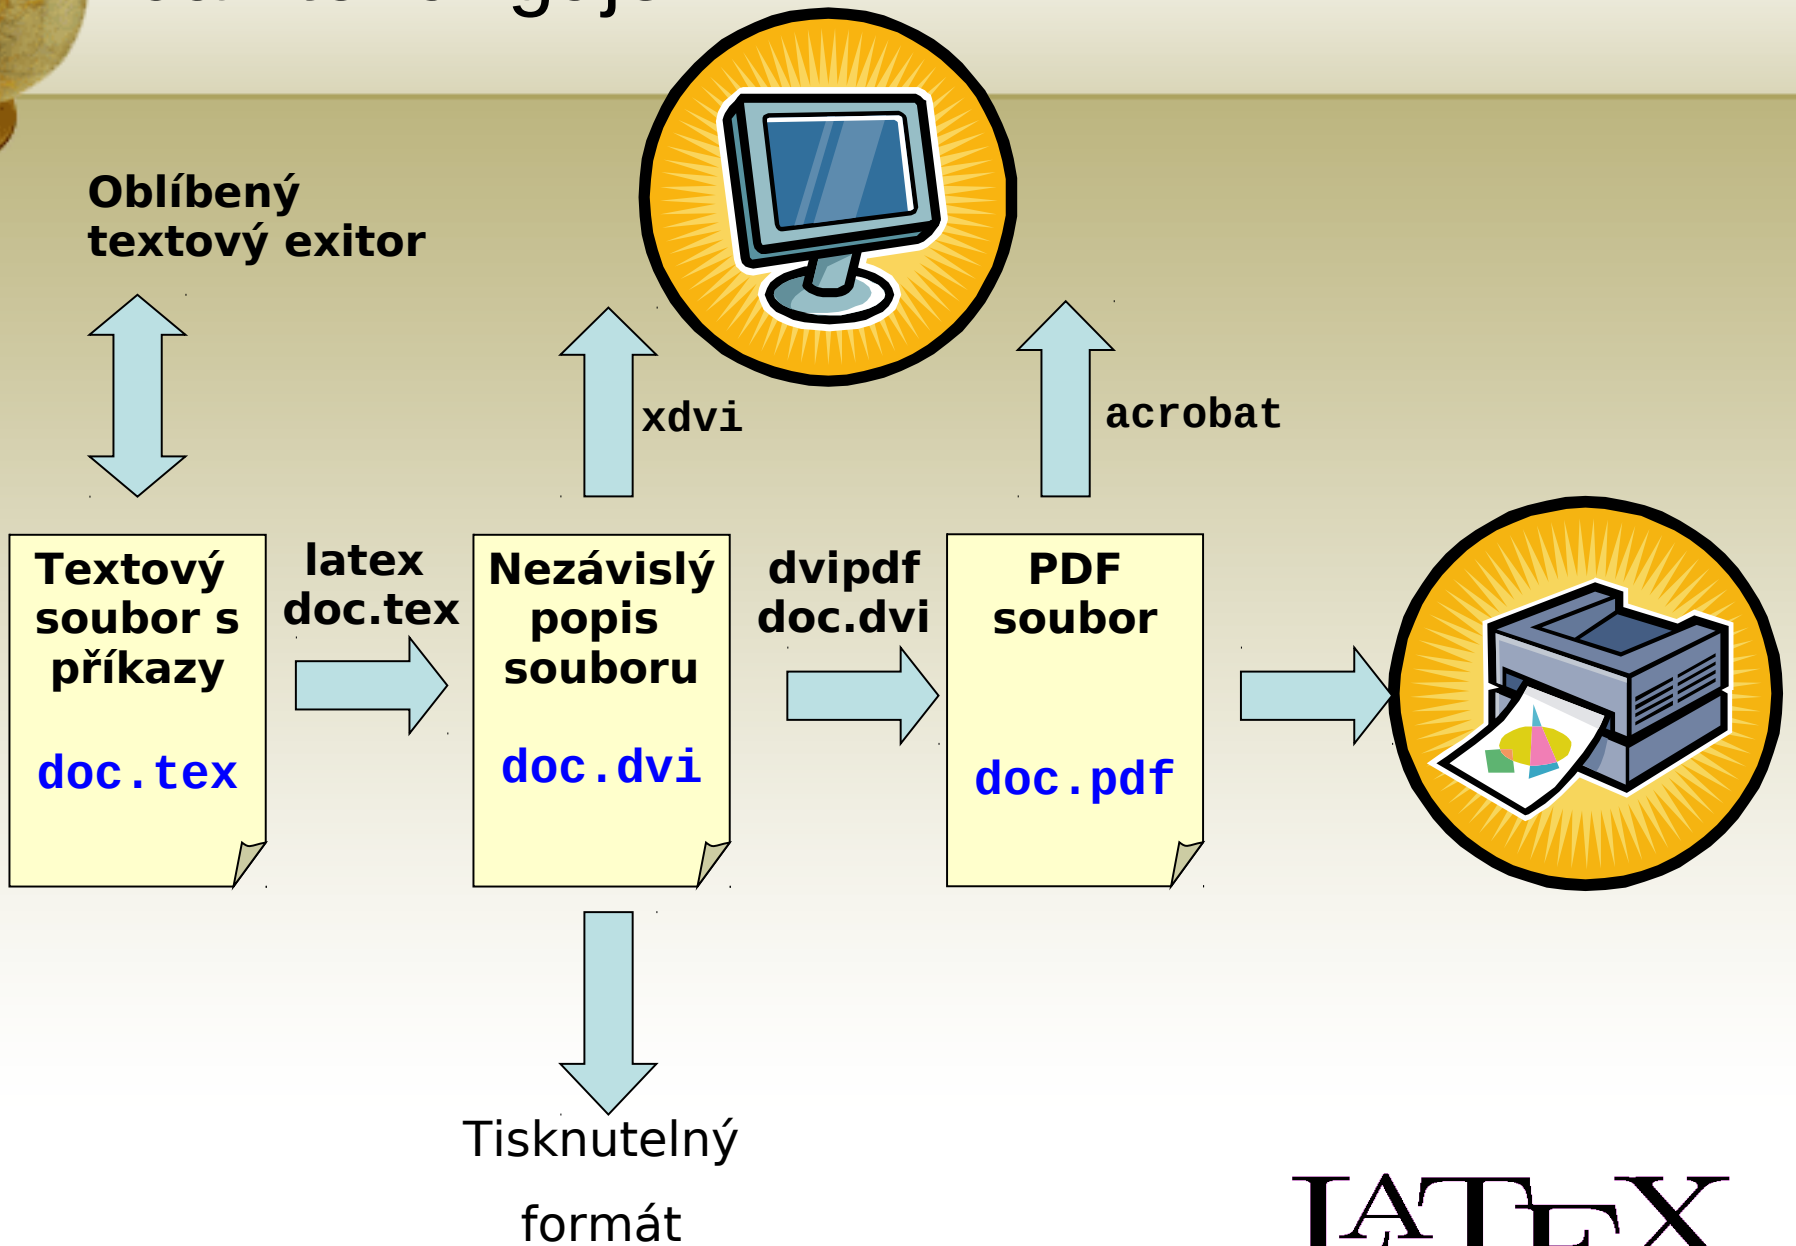 Oblíbený
textový exitor
xdvi
acrobat
Textový
soubor s
příkazy
doc.tex
latex
doc.tex
Nezávislý
popis
souboru
doc.dvi
dvipdf
doc.dvi
PDF
soubor
doc.pdf
Tisknutelný
formát
LATEX